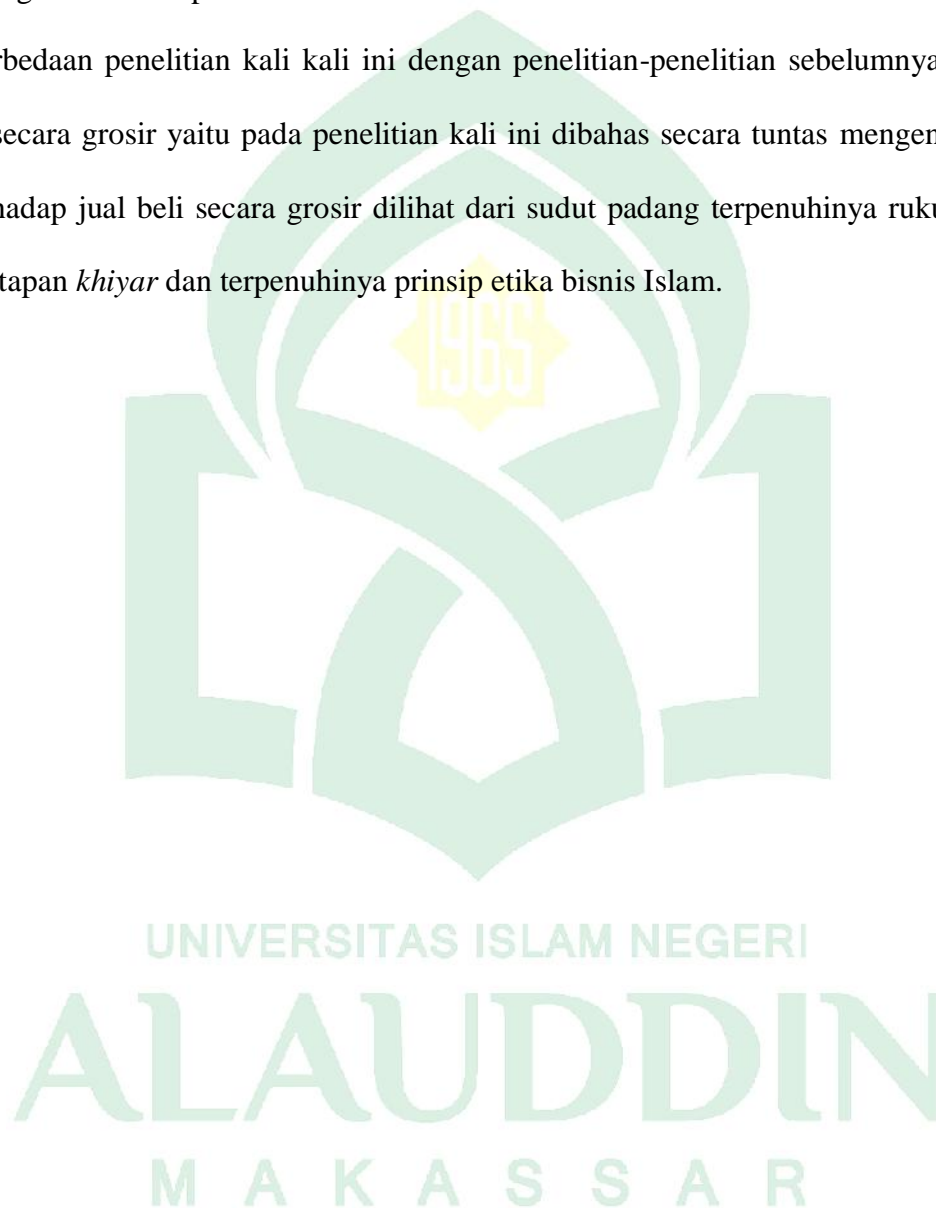 rbedaan penelitian kali kali ini dengan penelitian-penelitian sebelumnya
secara grosir yaitu pada penelitian kali ini dibahas secara tuntas mengen
hadap jual beli secara grosir dilihat dari sudut padang terpenuhinya ruku
tapan khiyar dan terpenuhinya prinsip etika bisnis Islam.
1965
UNIVERSITAS ISLAM NEGERI
ALAUDDIN
MAKASSAR